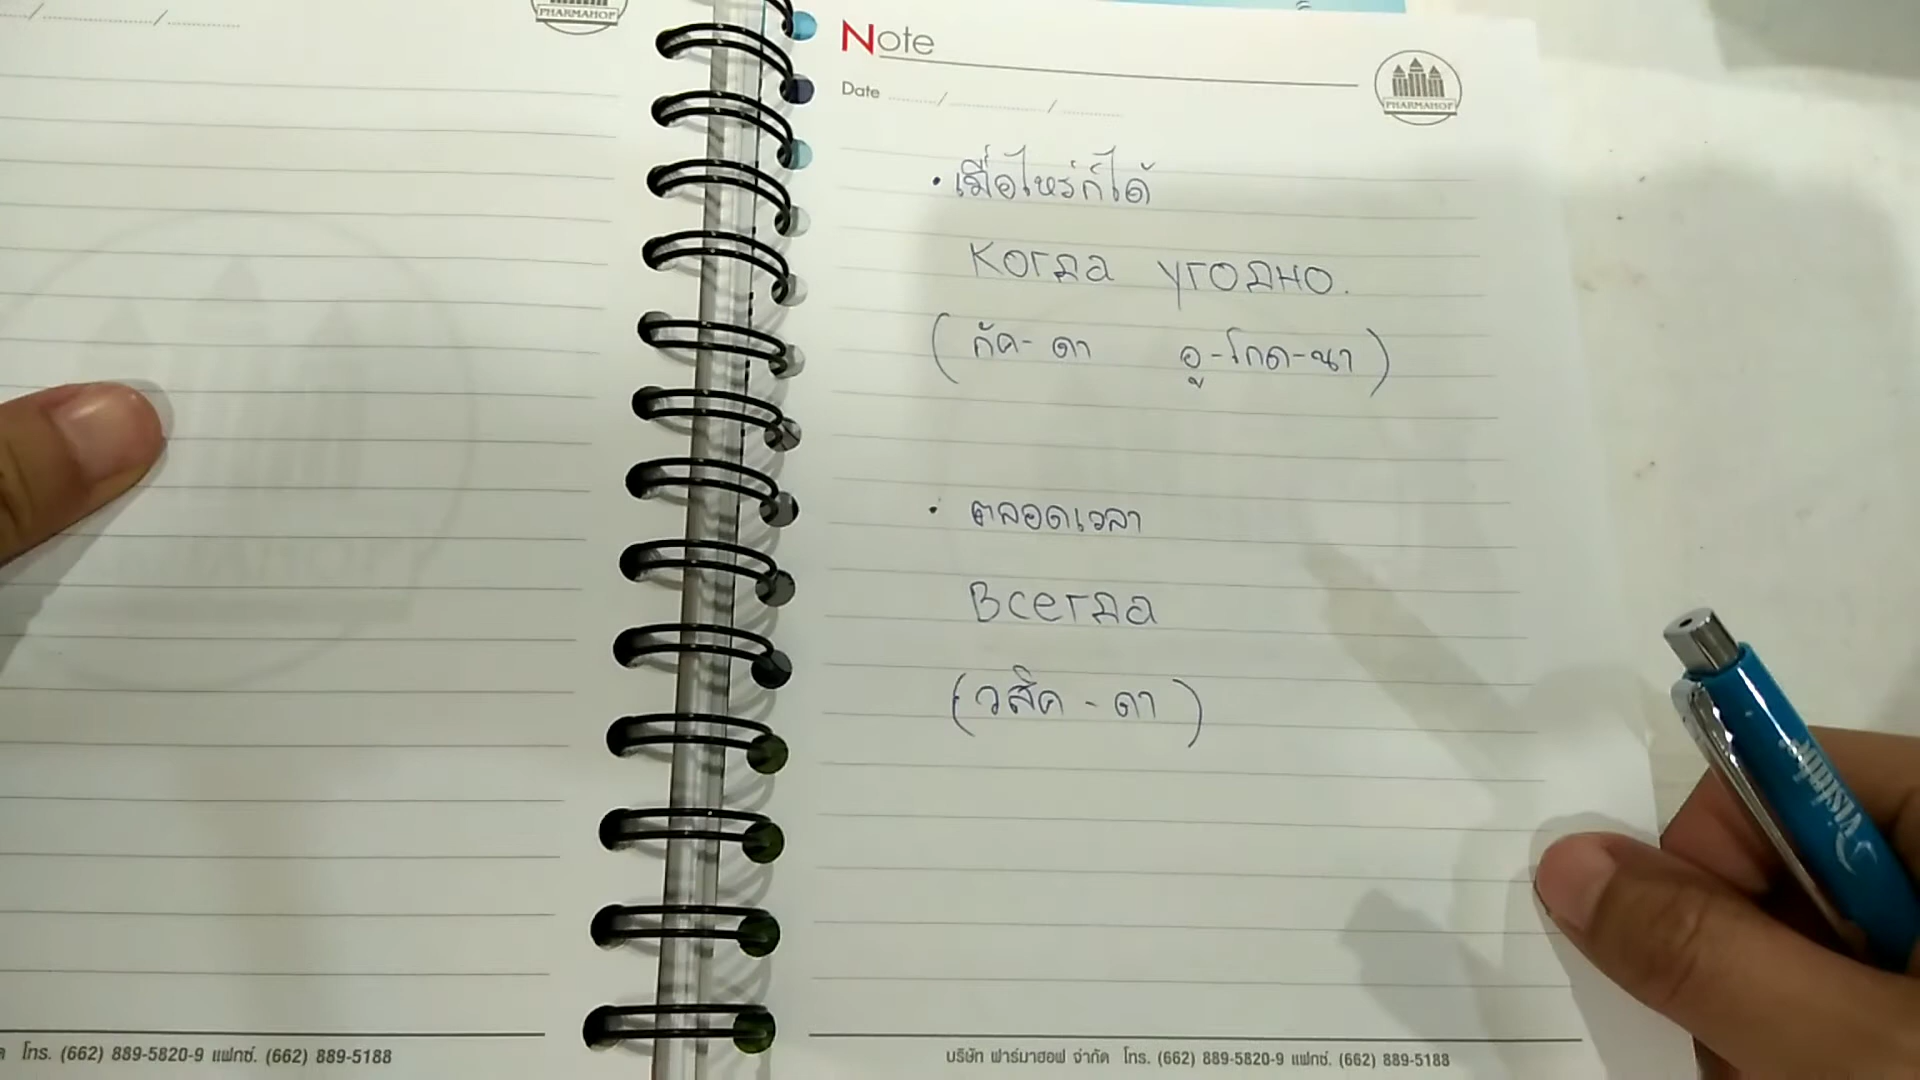 PHARMAHOF
Note
Date ........./............../..........
PHARMAHOF
• เมื่อไหร่ก็ได้
Когда угодно.
(กัค-ดา อู-โกด-นา)
• ตลอดเวลา
Всегда
(วสิค - ดา)
โทร. (662) 889-5820-9 แฟกซ์. (662) 889-5188
บริษัท ฟาร์มาฮอฟ จำกัด โทร. (662) 889-5820-9 แฟกซ์. (662) 889-5188